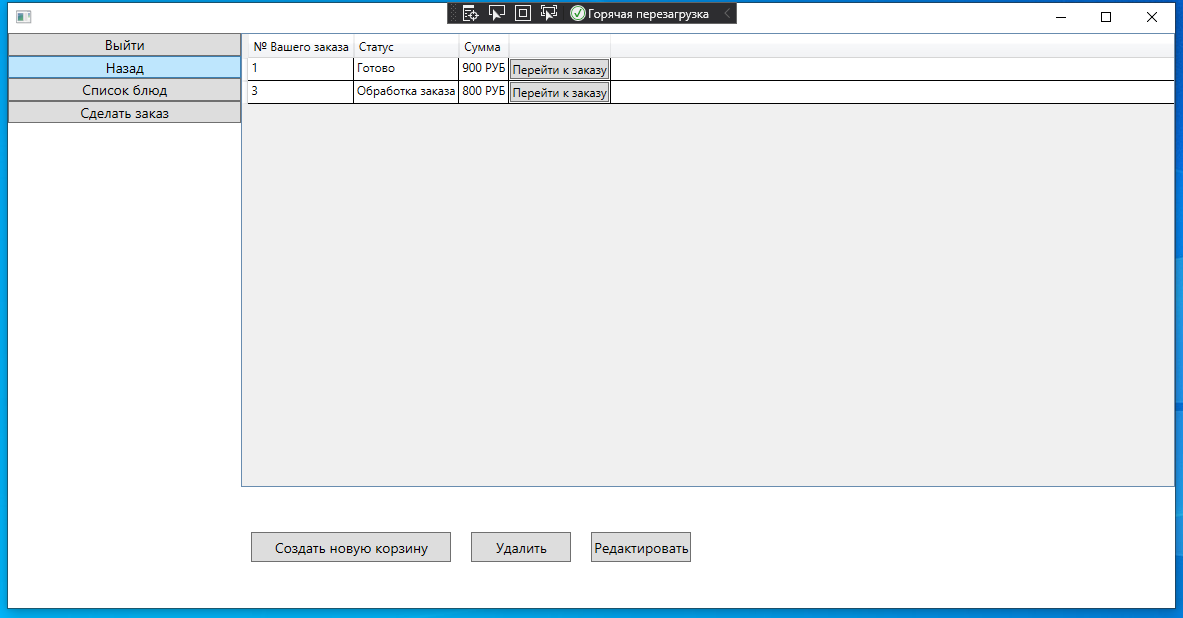 Горячая перезагрузка
Выйти
Назад
Список блюд
Сделать заказ
№ Вашего заказа Статус Сумма
1 Готово 900 РУБ Перейти к заказу
3 Обработка заказа 800 РУБ Перейти к заказу
Создать новую корзину Удалить Редактировать